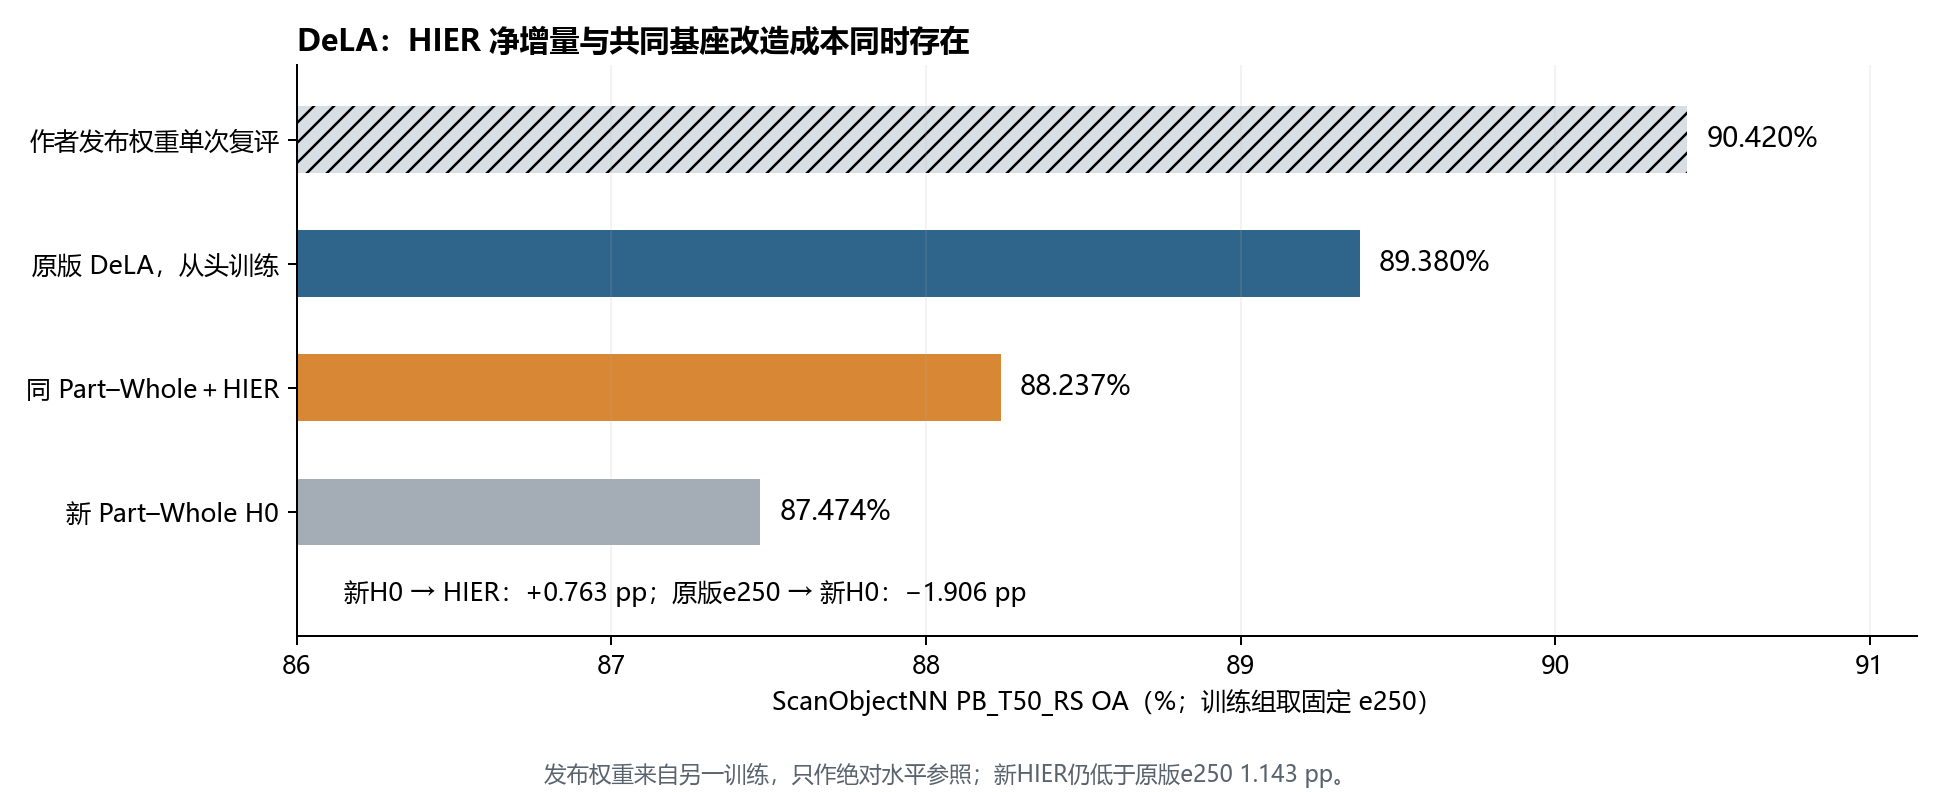 DeLA：HIER 净增量与共同基座改造成本同时存在
作者发布权重单次复评
90.420%
原版 DeLA，从头训练
89.380%
同 Part–Whole＋HIER
88.237%
新 Part–Whole H0
87.474%
新H0 → HIER：+0.763 pp；原版e250 → 新H0：−1.906 pp
86 87 88 89 90 91
ScanObjectNN PB_T50_RS OA（%；训练组取固定 e250）
发布权重来自另一训练，只作绝对水平参照；新HIER仍低于原版e250 1.143 pp。